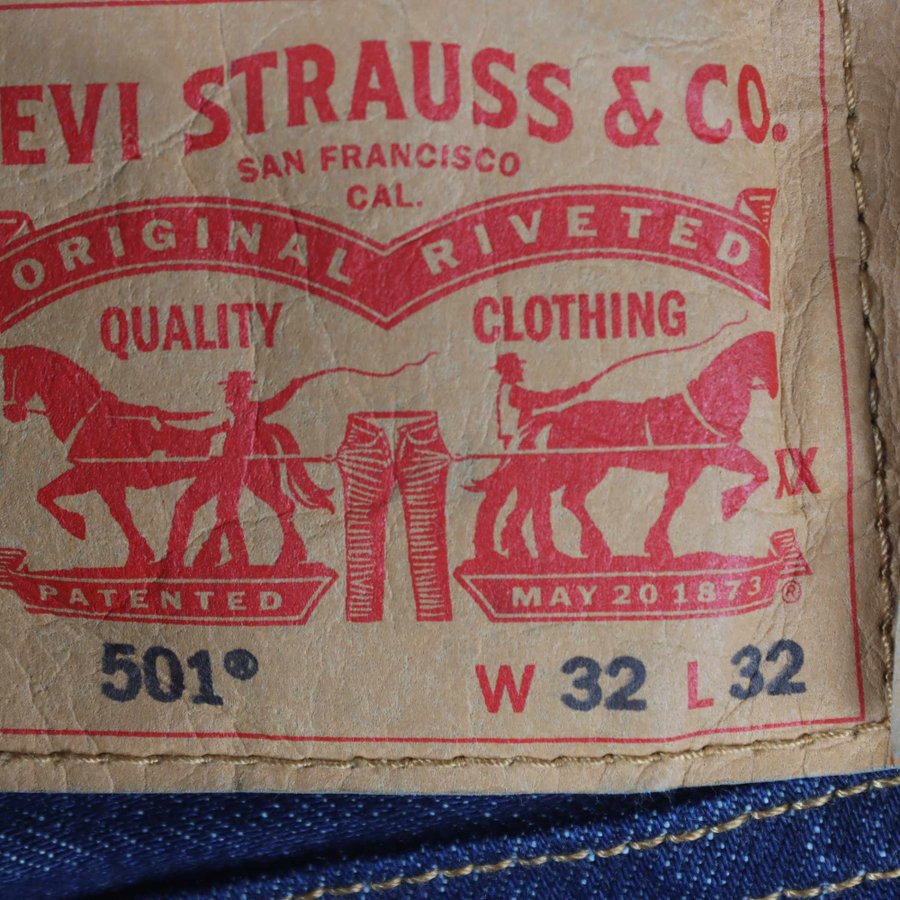 EVI STRAUSS & CO.
SAN FRANCISCO
CAL.
ORIGINAL RIVETED
QUALITY CLOTHING
XX
PATENTED MAY 20 1873 ®
501® W 32 L 32